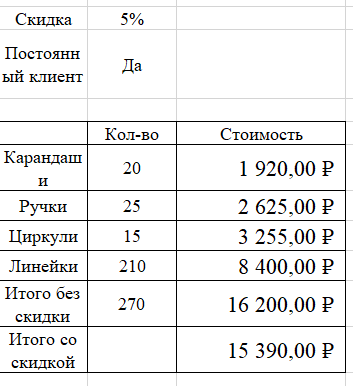 Скидка 5%
Постоянн
ый клиент Да
Кол-во Стоимость
Карандаш
и 20 1 920,00 ₽
Ручки 25 2 625,00 ₽
Циркули 15 3 255,00 ₽
Линейки 210 8 400,00 ₽
Итого без
скидки 270 16 200,00 ₽
Итого со
скидкой 15 390,00 ₽